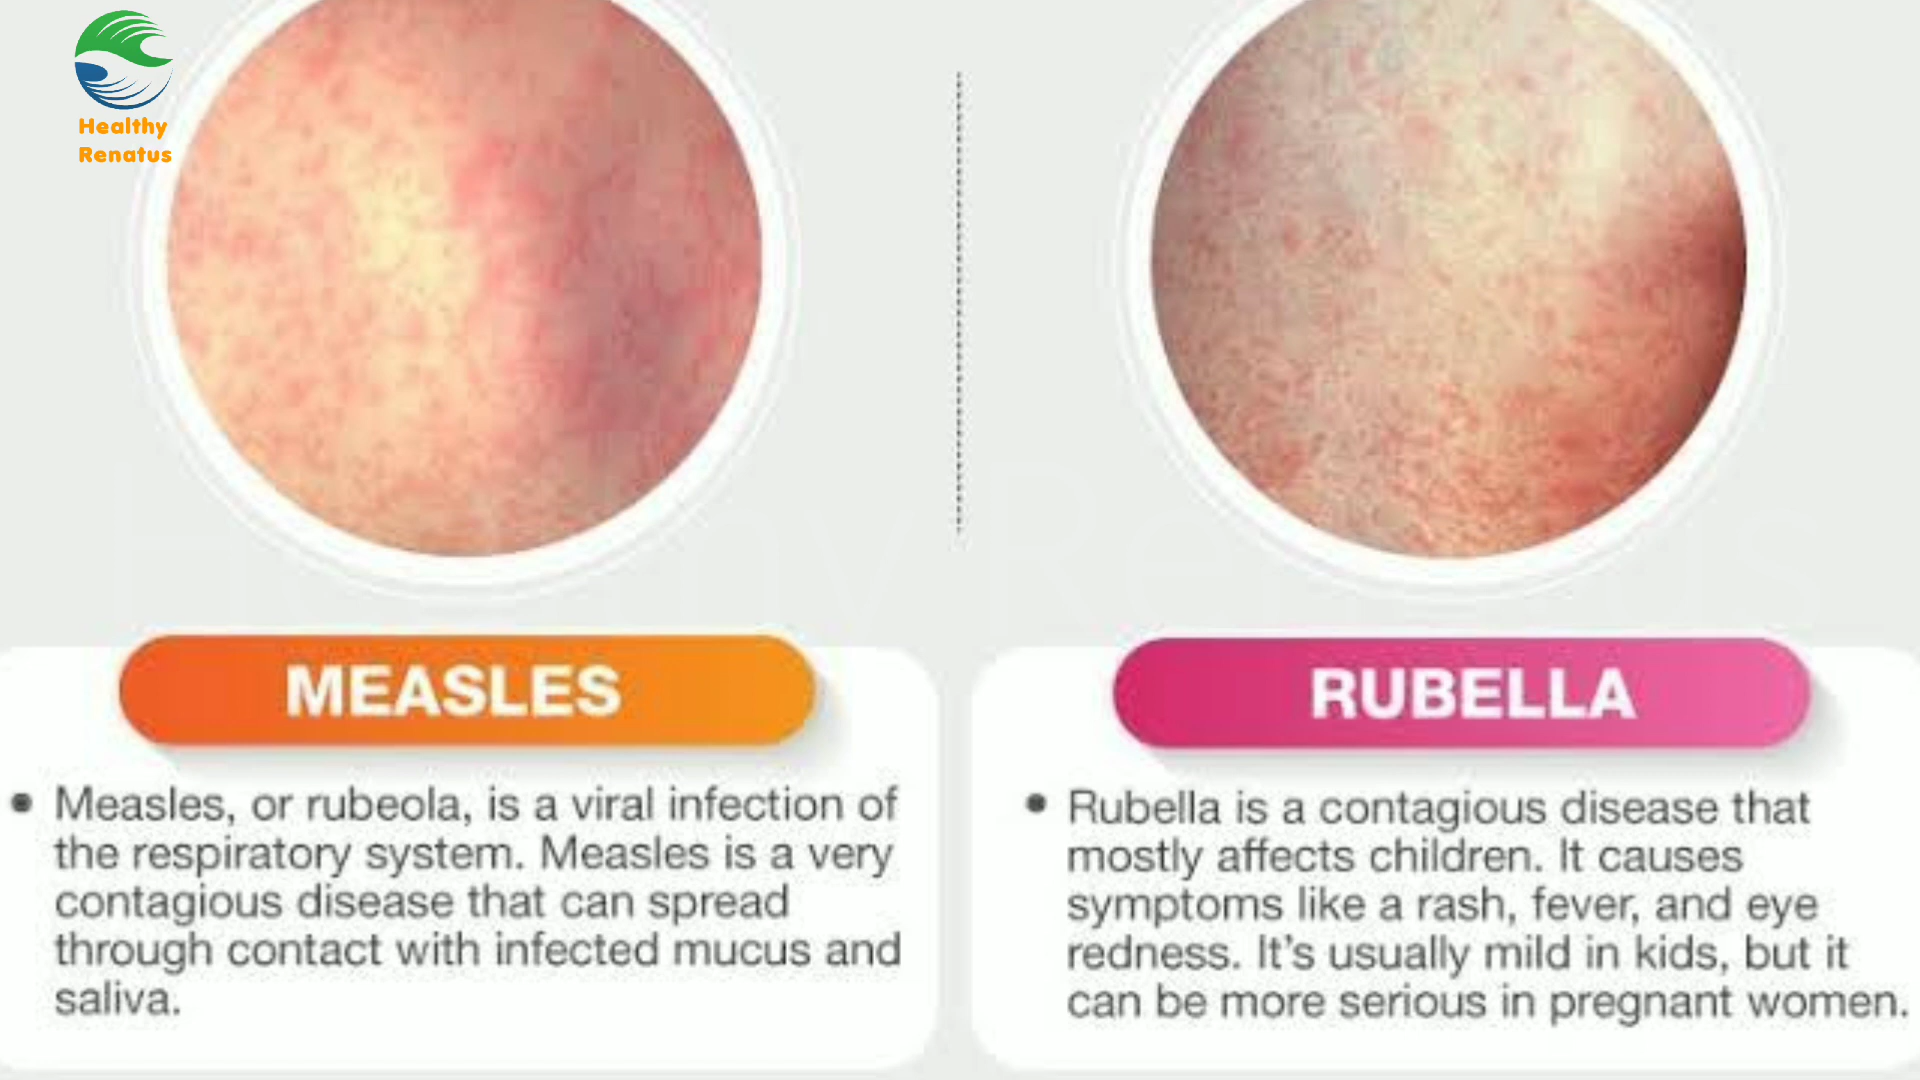 Healthy
Renatus
MEASLES
• Measles, or rubeola, is a viral infection of
the respiratory system. Measles is a very
contagious disease that can spread
through contact with infected mucus and
saliva.
RUBELLA
• Rubella is a contagious disease that
mostly affects children. It causes
symptoms like a rash, fever, and eye
redness. It's usually mild in kids, but it
can be more serious in pregnant women.